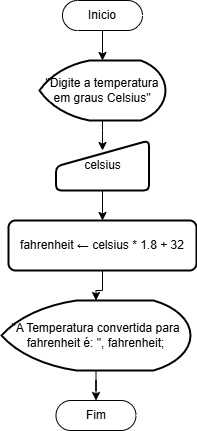 Inicio
"Digite a temperatura
em graus Celsius"
celsius
fahrenheit ← celsius * 1.8 + 32
"A Temperatura convertida para
fahrenheit é: ", fahrenheit;
Fim